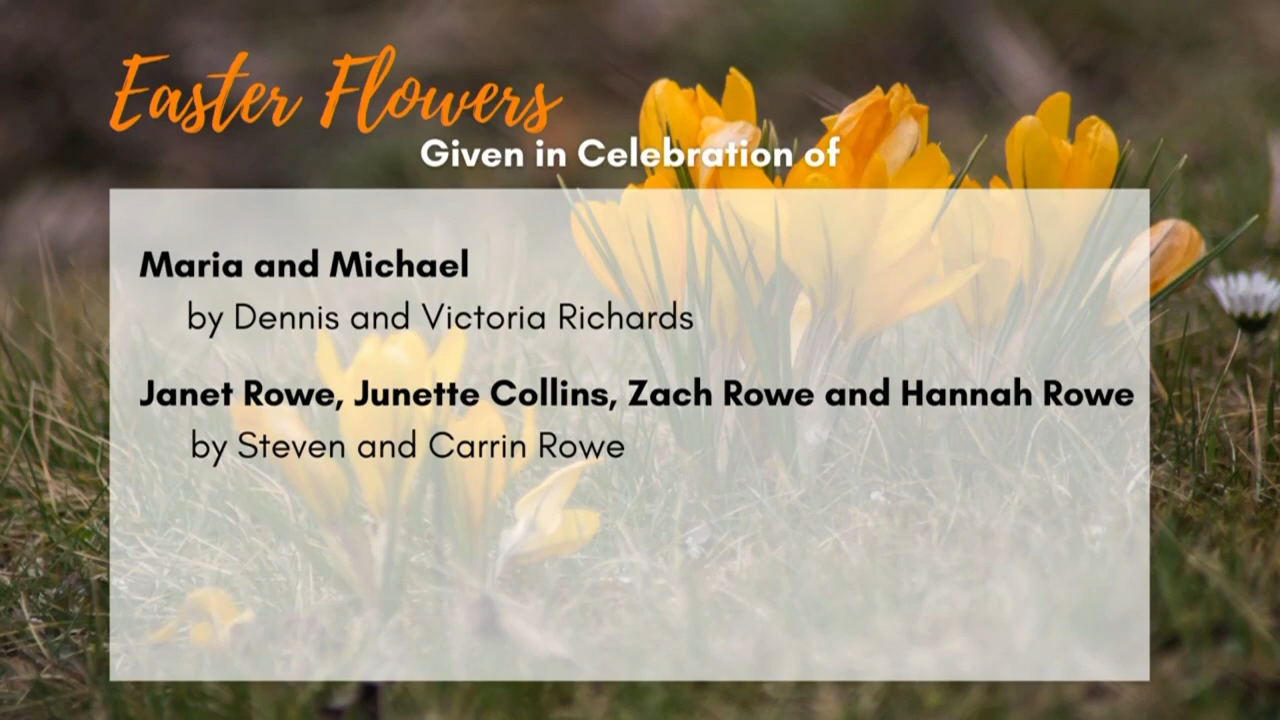 Easter Flowers
Given in Celebration of
Maria and Michael
by Dennis and Victoria Richards
Janet Rowe, Junette Collins, Zach Rowe and Hannah Rowe
by Steven and Carrin Rowe